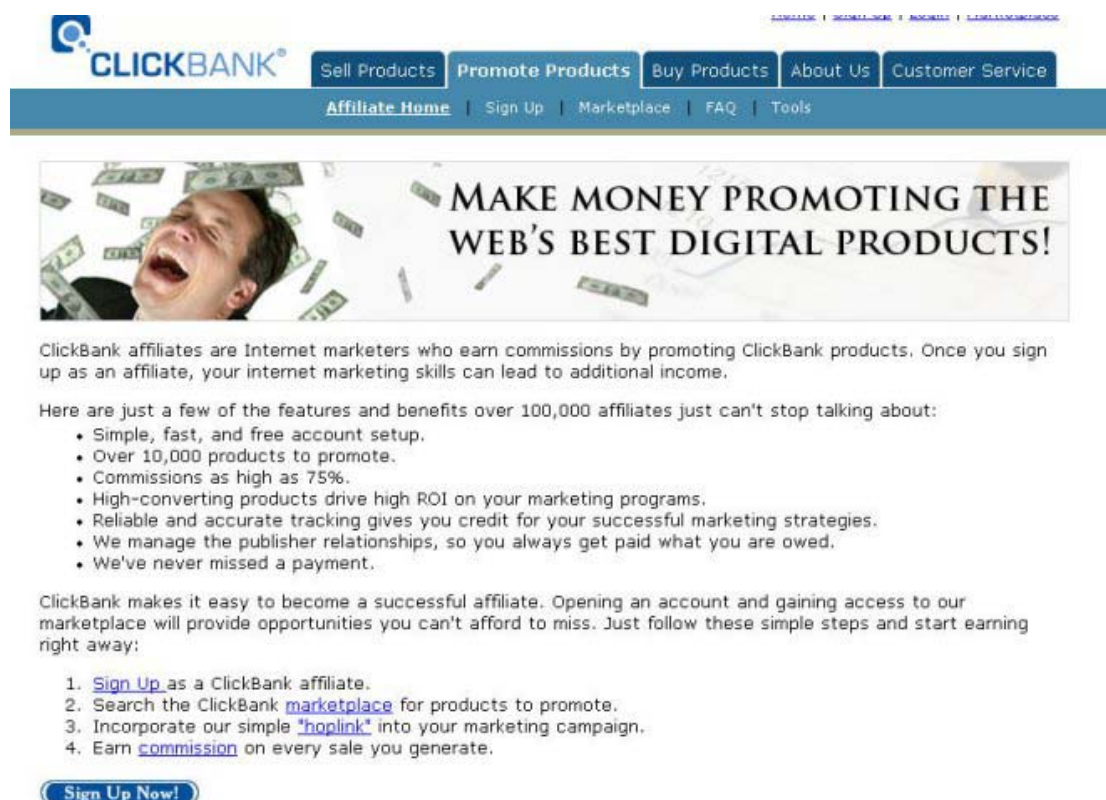 Home | Sign Up | Login | Marketplace
CLICKBANK®
Sell Products Promote Products Buy Products About Us Customer Service
Affiliate Home | Sign Up | Marketplace | FAQ | Tools
MAKE MONEY PROMOTING THE
WEB'S BEST DIGITAL PRODUCTS!
ClickBank affiliates are Internet marketers who earn commissions by promoting ClickBank products. Once you sign
up as an affiliate, your internet marketing skills can lead to additional income.
Here are just a few of the features and benefits over 100,000 affiliates just can't stop talking about:
• Simple, fast, and free account setup.
• Over 10,000 products to promote.
• Commissions as high as 75%.
• High-converting products drive high ROI on your marketing programs.
• Reliable and accurate tracking gives you credit for your successful marketing strategies.
• We manage the publisher relationships, so you always get paid what you are owed.
• We've never missed a payment.
ClickBank makes it easy to become a successful affiliate. Opening an account and gaining access to our
marketplace will provide opportunities you can't afford to miss. Just follow these simple steps and start earning
right away:
1. Sign Up as a ClickBank affiliate.
2. Search the ClickBank marketplace for products to promote.
3. Incorporate our simple "hoplink" into your marketing campaign.
4. Earn commission on every sale you generate.
Sign Up Now!